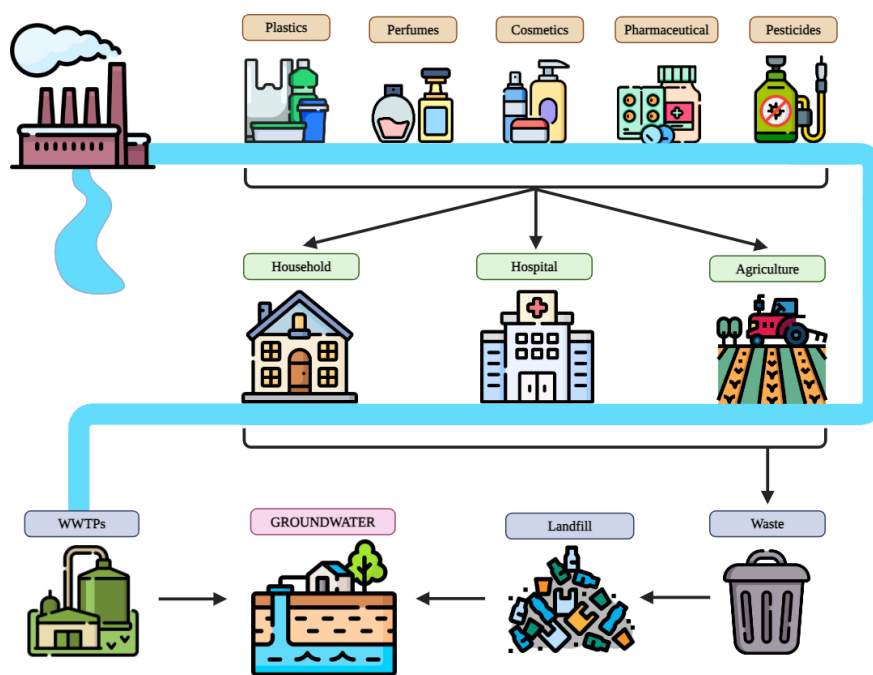 Plastics
Perfumes
Cosmetics
Pharmaceutical
Pesticides
Household
Hospital
Agriculture
WWTPs
GROUNDWATER
Landfill
Waste